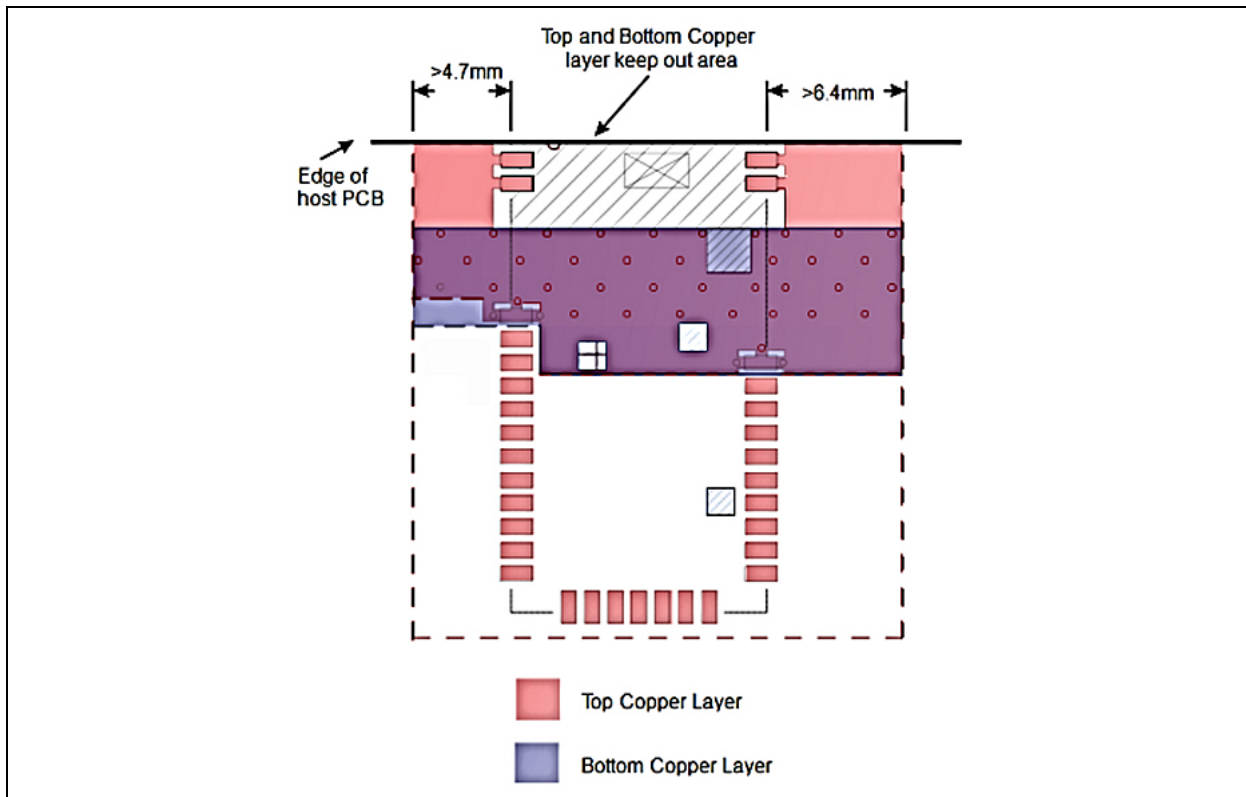 Top and Bottom Copper
layer keep out area
>4.7mm
>6.4mm
Edge of
host PCB
Top Copper Layer
Bottom Copper Layer